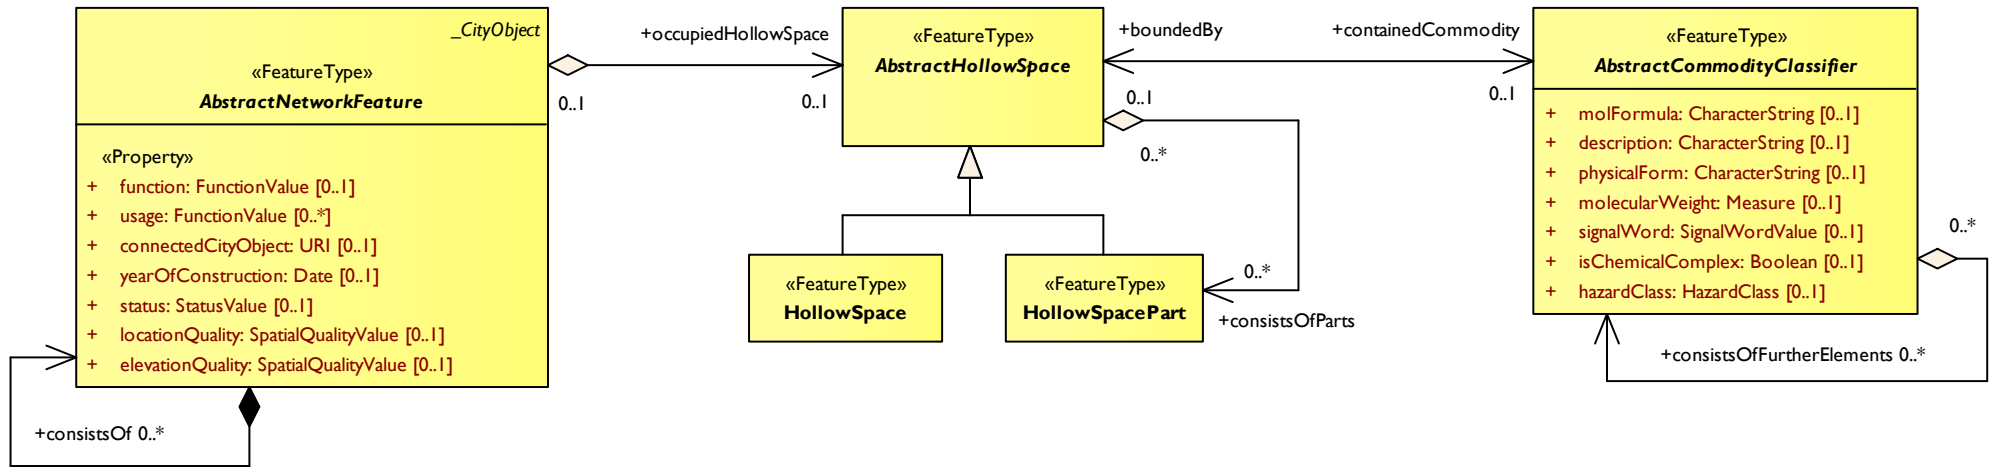 _CityObject
«FeatureType»
AbstractNetworkFeature
«Property»
+ function: FunctionValue [0..1]
+ usage: FunctionValue [0..*]
+ connectedCityObject: URI [0..1]
+ yearOfConstruction: Date [0..1]
+ status: StatusValue [0..1]
+ locationQuality: SpatialQualityValue [0..1]
+ elevationQuality: SpatialQualityValue [0..1]
+consistsOf 0..*
+occupiedHollowSpace
0..1
0..1
«FeatureType»
AbstractHollowSpace
«FeatureType»
HollowSpace
«FeatureType»
HollowSpacePart
+boundedBy
0..1
0..*
0..*
+consistsOfParts
+containedCommodity
0..1
«FeatureType»
AbstractCommodityClassifier
+ molFormula: CharacterString [0..1]
+ description: CharacterString [0..1]
+ physicalForm: CharacterString [0..1]
+ molecularWeight: Measure [0..1]
+ signalWord: SignalWordValue [0..1]
+ isChemicalComplex: Boolean [0..1]
+ hazardClass: HazardClass [0..1]
0..*
+consistsOfFurtherElements 0..*